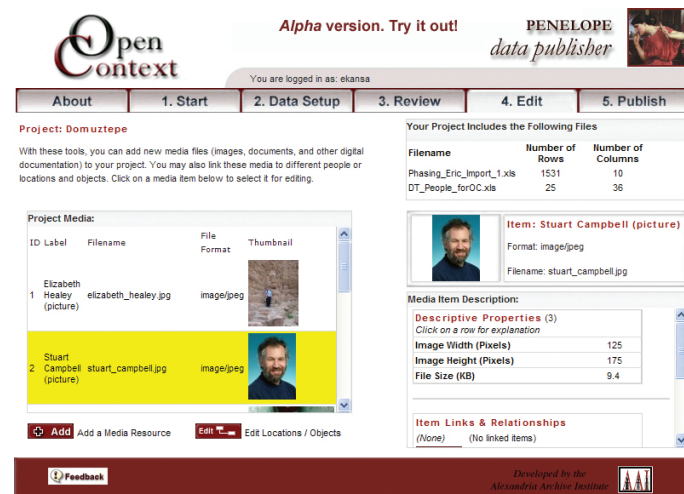 Open Context
Alpha version. Try it out!
PENELOPE
data publisher
You are logged in as: ekansa
About
1. Start
2. Data Setup
3. Review
4. Edit
5. Publish
Project: Domuztepe
With these tools, you can add new media files (images, documents, and other digital
documentation) to your project. You may also link these media to different people or
locations and objects. Click on a media item below to select it for editing.
Project Media:
ID Label Filename File Format Thumbnail
1 Elizabeth Healey (picture) elizabeth_healey.jpg image/jpeg
2 Stuart Campbell (picture) stuart_campbell.jpg image/jpeg
Add Add a Media Resource
Edit Edit Locations / Objects
Your Project Includes the Following Files
Filename Number of Rows Number of Columns
Phasing_Eric_Import_1.xls 1531 10
DT_People_forOC.xls 25 36
Item: Stuart Campbell (picture)
Format: image/jpeg
Filename: stuart_campbell.jpg
Media Item Description:
Descriptive Properties (3)
Click on a row for explanation
Image Width (Pixels) 125
Image Height (Pixels) 175
File Size (KB) 9.4
Item Links & Relationships
(None) (No linked items)
Feedback
Developed by the
Alexandria Archive Institute
AAI